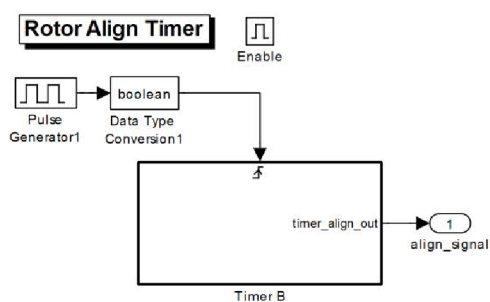 Rotor Align Timer
Enable
boolean
Pulse
Generator1
Data Type
Conversion1
timer_align_out
1
align_signal
Timer B